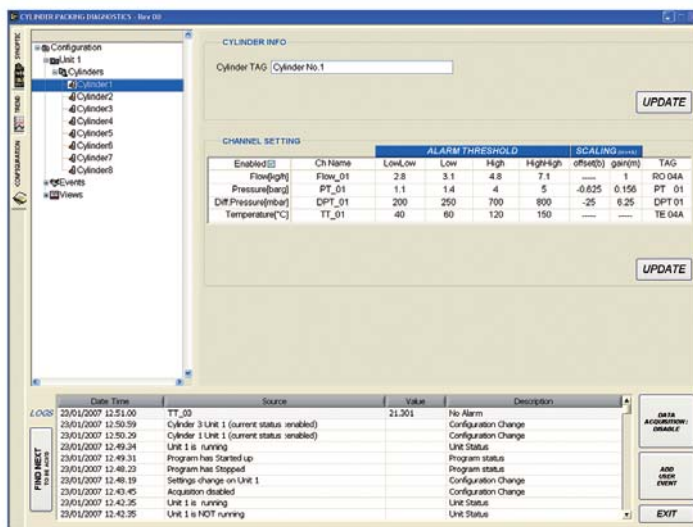 CYLINDER PACKING DIAGNOSTICS - Rev 00
SYNOPTIC
TREND
CONFIGURATION
Configuration
Unit 1
Cylinders
Cylinder1
Cylinder2
Cylinder3
Cylinder4
Cylinder5
Cylinder6
Cylinder7
Cylinder8
Events
Views
CYLINDER INFO
Cylinder TAG Cylinder No.1
UPDATE
CHANNEL SETTING
ALARM THRESHOLD SCALING
Enabled Ch Name LowLow Low High HighHigh offset(b) gain(m) TAG
Flow[kg/h] Flow_01 2.8 3.1 4.8 7.1 ---- 1 RO 04A
Pressure[barg] PT_01 1.1 1.4 4 5 -0.625 0.156 PT 01
Diff.Pressure[mbar] DPT_01 200 250 700 800 -25 6.25 DPT 01
Temperature[°C] TT_01 40 60 120 150 ---- ---- TE 04A
UPDATE
LOGS
FIND NEXT
TO BE ACK'D
Date Time Source Value Description
23/01/2007 12.51.00 TT_03 21.301 No Alarm
23/01/2007 12.50.59 Cylinder 3 Unit 1 (current status :enabled) Configuration Change
23/01/2007 12.50.29 Cylinder 1 Unit 1 (current status :enabled) Configuration Change
23/01/2007 12.49.34 Unit 1 is running Unit Status
23/01/2007 12.49.31 Program has Started up Program status
23/01/2007 12.48.23 Program has Stopped Program status
23/01/2007 12.48.19 Settings change on Unit 1 Configuration Change
23/01/2007 12.43.45 Acquisition disabled Configuration Change
23/01/2007 12.42.35 Unit 1 is running Unit Status
23/01/2007 12.42.35 Unit 1 is NOT running Unit Status
DATA
ACQUISITION:
DISABLE
ADD
USER
EVENT
EXIT